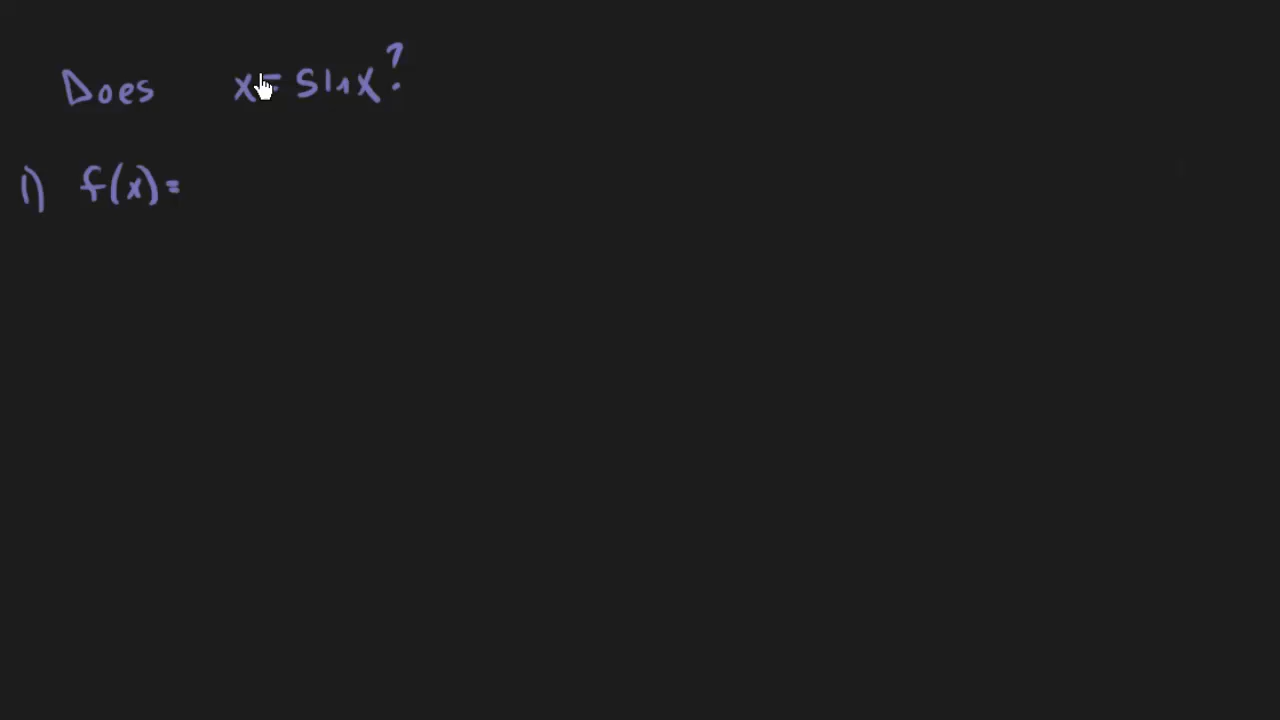 Does x = sin x?
1) f(x) =